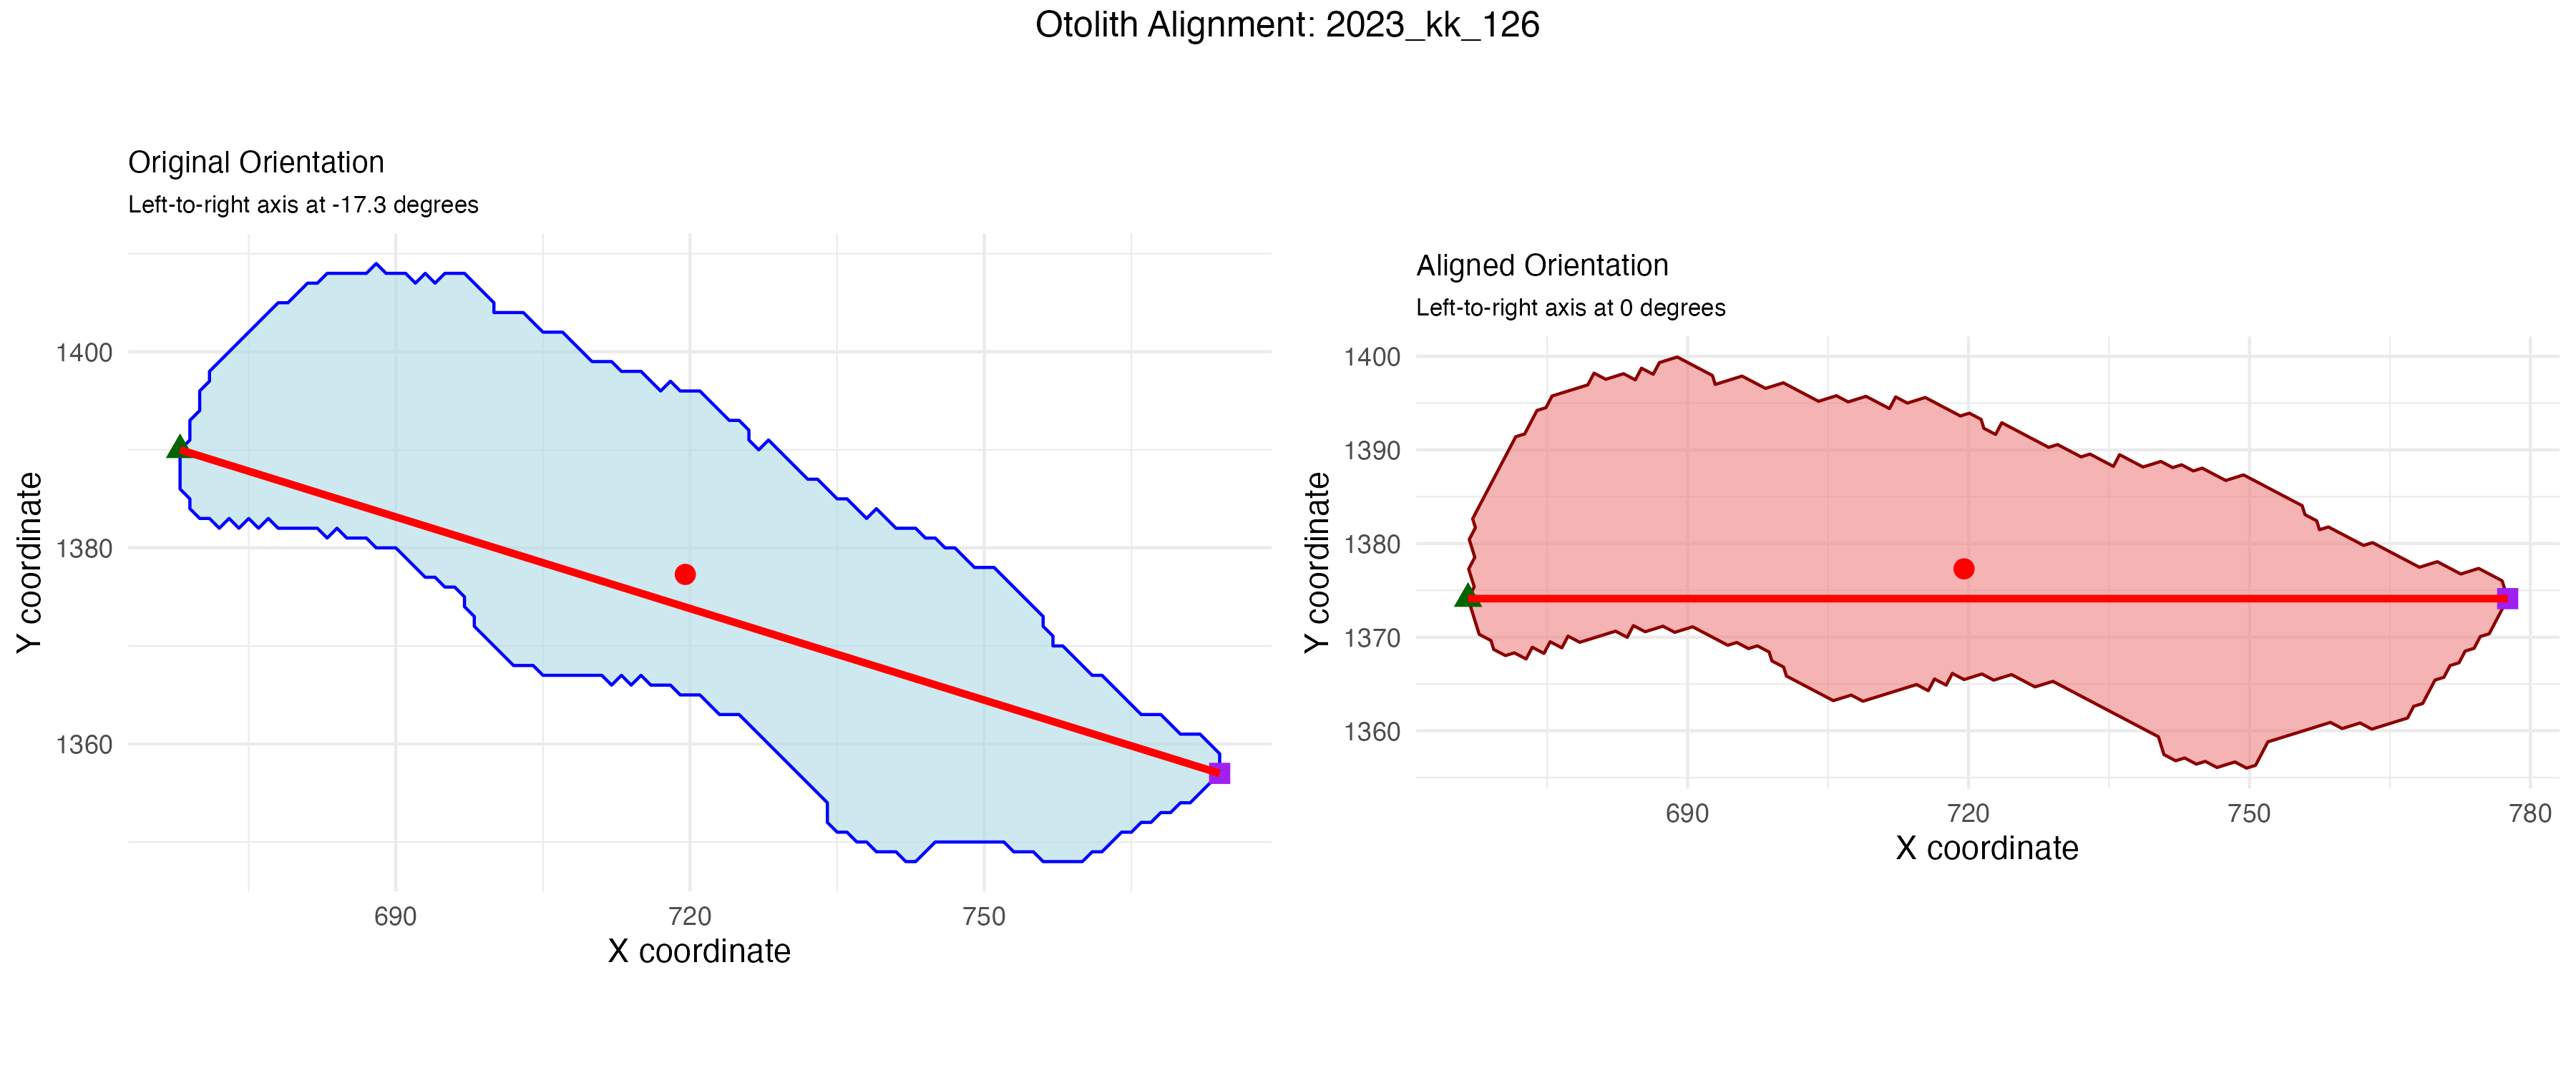 Otolith Alignment: 2023_kk_126
Original Orientation
Left-to-right axis at -17.3 degrees
Y coordinate
1400
1380
1360
690
720
750
X coordinate
Aligned Orientation
Left-to-right axis at 0 degrees
Y coordinate
1400
1390
1380
1370
1360
690
720
750
780
X coordinate